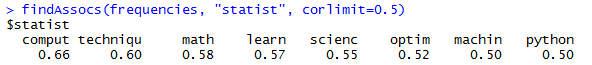 > findAssocs(frequencies, "statist", corlimit=0.5)
$statist
comput techniqu math learn scienc optim machin python
0.66 0.60 0.58 0.57 0.55 0.52 0.50 0.50